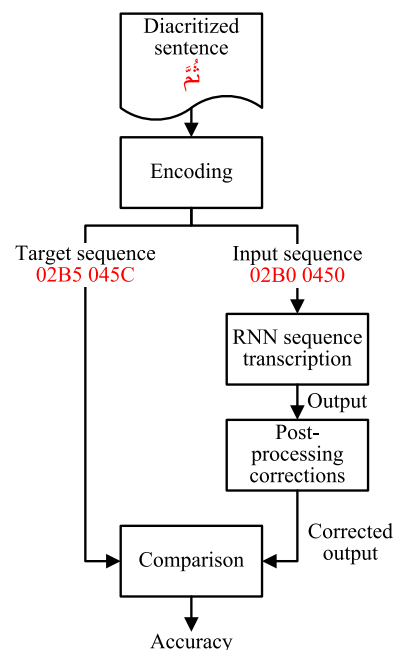 Diacritized
sentence
ثُمَّ
Encoding
Target sequence
02B5 045C
Input sequence
02B0 0450
RNN sequence
transcription
Output
Post-
processing
corrections
Corrected
output
Comparison
Accuracy